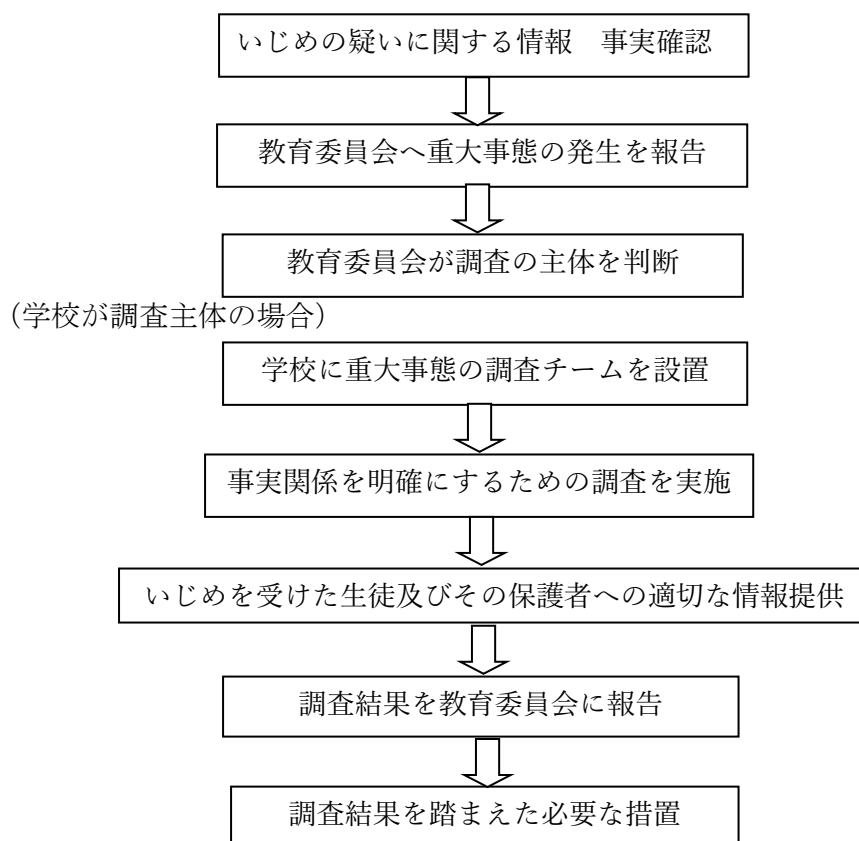 いじめの疑いに関する情報　事実確認
教育委員会へ重大事態の発生を報告
教育委員会が調査の主体を判断
（学校が調査主体の場合）
学校に重大事態の調査チームを設置
事実関係を明確にするための調査を実施
いじめを受けた生徒及びその保護者への適切な情報提供
調査結果を教育委員会に報告
調査結果を踏まえた必要な措置